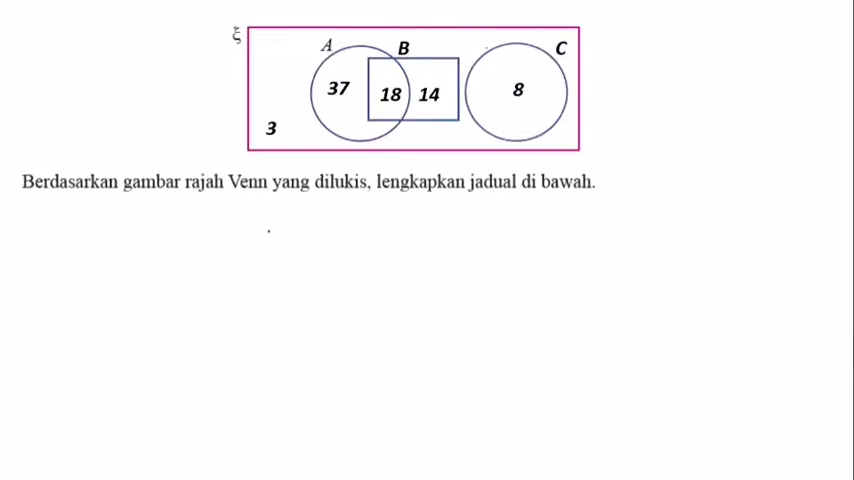 ξ
A B C
37 18 14 8
3
Berdasarkan gambar rajah Venn yang dilukis, lengkapkan jadual di bawah.